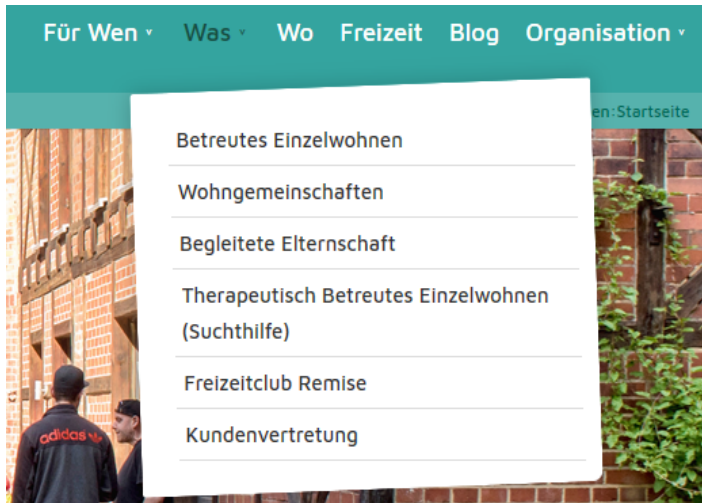 Für Wen ˅ Was ˅ Wo Freizeit Blog Organisation ˅
en: Startseite
Betreutes Einzelwohnen
Wohngemeinschaften
Begleitete Elternschaft
Therapeutisch Betreutes Einzelwohnen
(Suchthilfe)
Freizeitclub Remise
Kundenvertretung
adidas